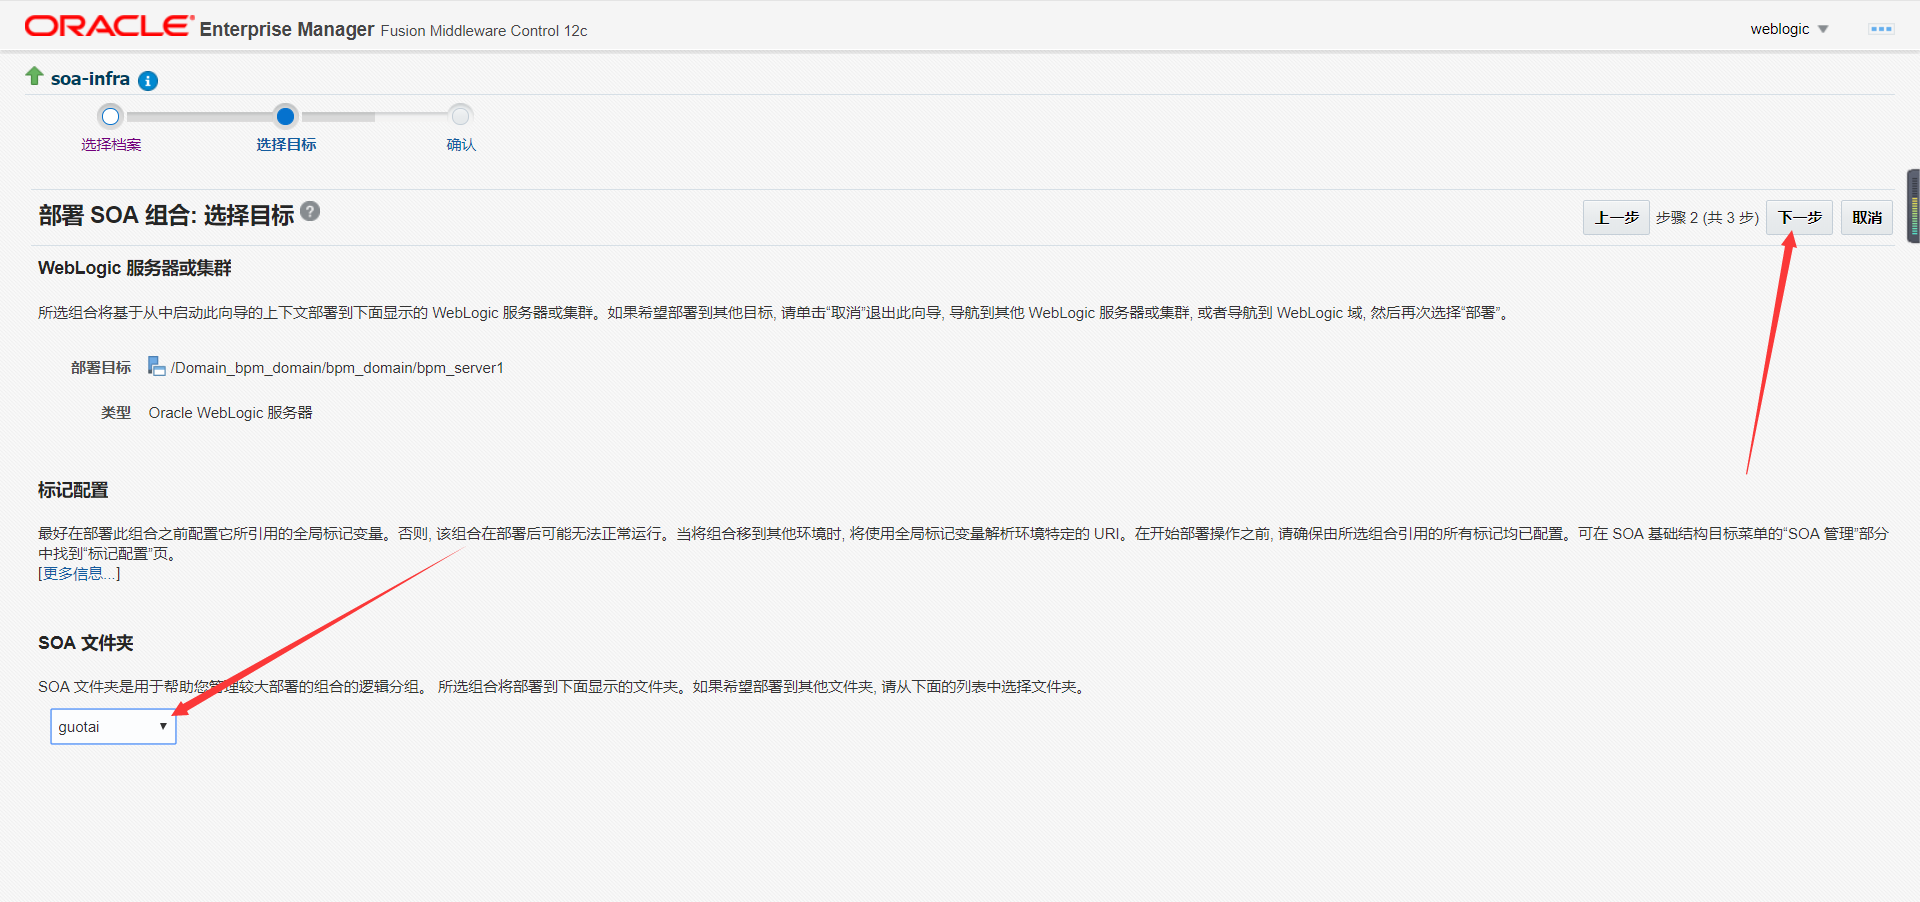 ORACLE Enterprise Manager Fusion Middleware Control 12c
weblogic
soa-infra
选择档案 选择目标 确认
部署 SOA 组合: 选择目标
上一步 步骤 2 (共 3 步) 下一步 取消
WebLogic 服务器或集群
所选组合将基于从中启动此向导的上下文部署到下面显示的 WebLogic 服务器或集群。如果希望部署到其他目标, 请单击“取消”退出此向导, 导航到其他 WebLogic 服务器或集群, 或者导航到 WebLogic 域, 然后再次选择“部署”。
部署目标 /Domain_bpm_domain/bpm_domain/bpm_server1
类型 Oracle WebLogic 服务器
标记配置
最好在部署此组合之前配置它所引用的全局标记变量。否则, 该组合在部署后可能无法正常运行。当将组合移到其他环境时, 将使用全局标记变量解析环境特定的 URI。在开始部署操作之前, 请确保由所选组合引用的所有标记均已配置。可在 SOA 基础结构目标菜单的“SOA 管理”部分
中找到“标记配置”页。
[更多信息...]
SOA 文件夹
SOA 文件夹是用于帮助您管理较大部署的组合的逻辑分组。 所选组合将部署到下面显示的文件夹。如果希望部署到其他文件夹, 请从下面的列表中选择文件夹。
guotai